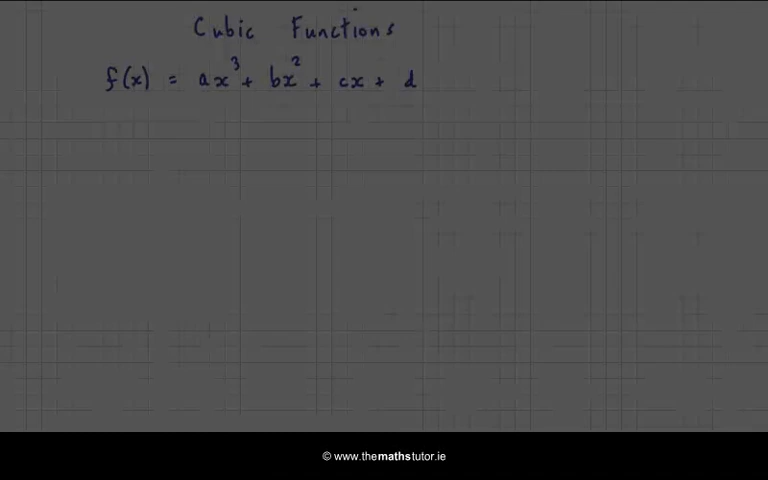 Cubic Functions
f(x) = ax³ + bx² + cx + d
© www.themathstutor.ie